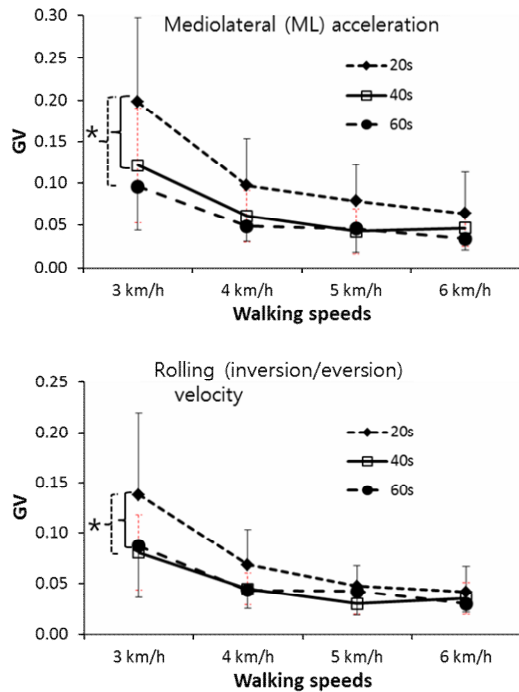 Mediolateral (ML) acceleration
0.30
0.25
0.20
0.15
0.10
0.05
0.00
GV
*
20s
40s
60s
3 km/h 4 km/h 5 km/h 6 km/h
Walking speeds
Rolling (inversion/eversion)
velocity
0.25
0.20
0.15
0.10
0.05
0.00
GV
*
20s
40s
60s
3 km/h 4 km/h 5 km/h 6 km/h
Walking speeds